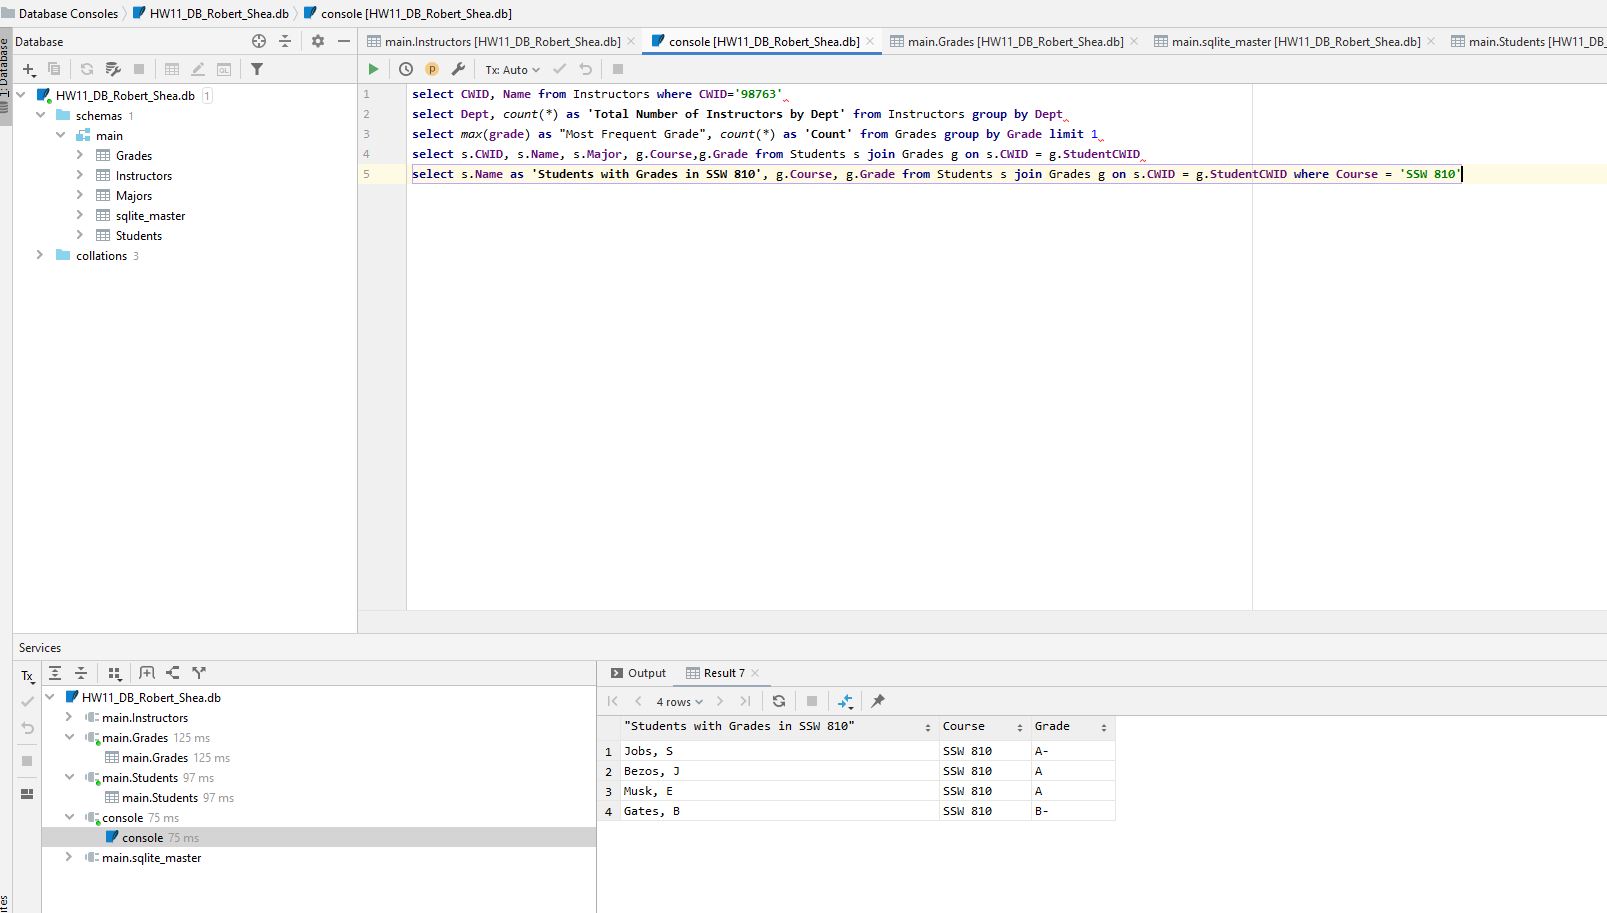 Database Consoles HW11_DB_Robert_Shea.db console [HW11_DB_Robert_Shea.db]
1: Database
Database
main.Instructors [HW11_DB_Robert_Shea.db] console [HW11_DB_Robert_Shea.db] main.Grades [HW11_DB_Robert_Shea.db] main.sqlite_master [HW11_DB_Robert_Shea.db] main.Students [HW11_DB_
Tx: Auto
HW11_DB_Robert_Shea.db 1
schemas 1
main
Grades
Instructors
Majors
sqlite_master
Students
collations 3
1 select CWID, Name from Instructors where CWID='98763'
2 select Dept, count(*) as 'Total Number of Instructors by Dept' from Instructors group by Dept
3 select max(grade) as "Most Frequent Grade", count(*) as 'Count' from Grades group by Grade limit 1
4 select s.CWID, s.Name, s.Major, g.Course,g.Grade from Students s join Grades g on s.CWID = g.StudentCWID
5 select s.Name as 'Students with Grades in SSW 810', g.Course, g.Grade from Students s join Grades g on s.CWID = g.StudentCWID where Course = 'SSW 810'
Services
Tx
HW11_DB_Robert_Shea.db
main.Instructors
main.Grades 125 ms
main.Grades 125 ms
main.Students 97 ms
main.Students 97 ms
console 75 ms
console 75 ms
main.sqlite_master
Output Result 7
4 rows
"Students with Grades in SSW 810" Course Grade
1 Jobs, S SSW 810 A-
2 Bezos, J SSW 810 A
3 Musk, E SSW 810 A
4 Gates, B SSW 810 B-